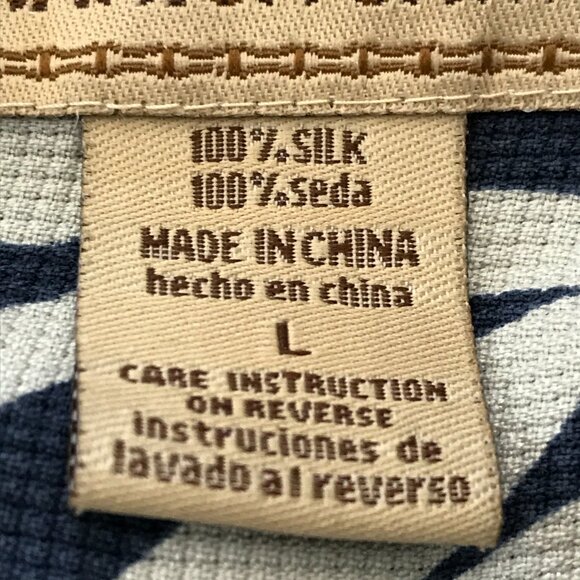 100% SILK
100% seda
MADE IN CHINA
hecho en china
L
CARE INSTRUCTION
ON REVERSE
instruciones de
lavado al reverso